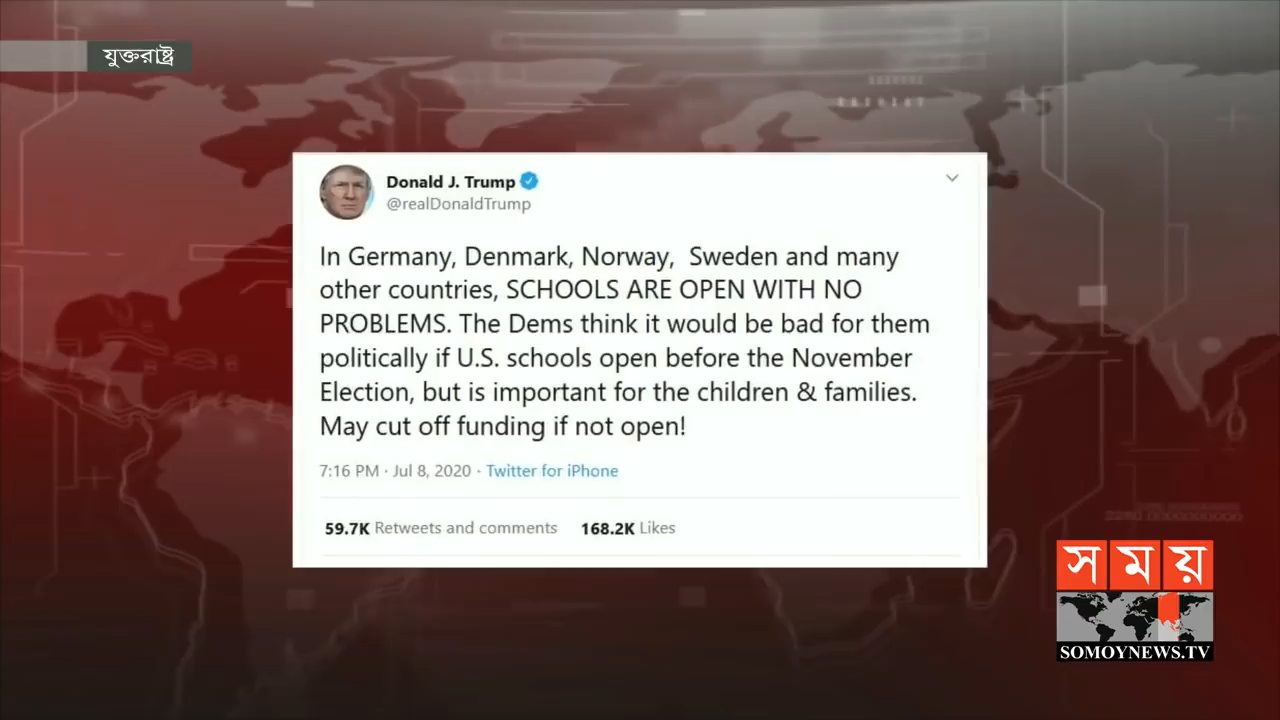 যুক্তরাষ্ট্র
Donald J. Trump
@realDonaldTrump
In Germany, Denmark, Norway,  Sweden and many
other countries, SCHOOLS ARE OPEN WITH NO
PROBLEMS. The Dems think it would be bad for them
politically if U.S. schools open before the November
Election, but is important for the children & families.
May cut off funding if not open!
7:16 PM · Jul 8, 2020 · Twitter for iPhone
59.7K Retweets and comments 168.2K Likes
সময়
SOMOYNEWS.TV